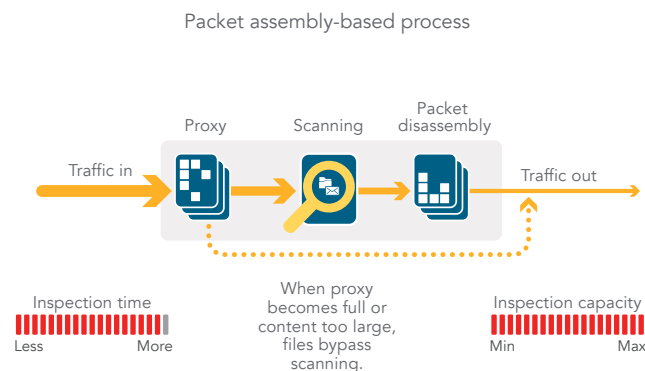 Packet assembly-based process
Proxy
Scanning
Packet
disassembly
Traffic in
Traffic out
Inspection time
Less
More
When proxy
becomes full or
content too large,
files bypass
scanning.
Inspection capacity
Min
Max